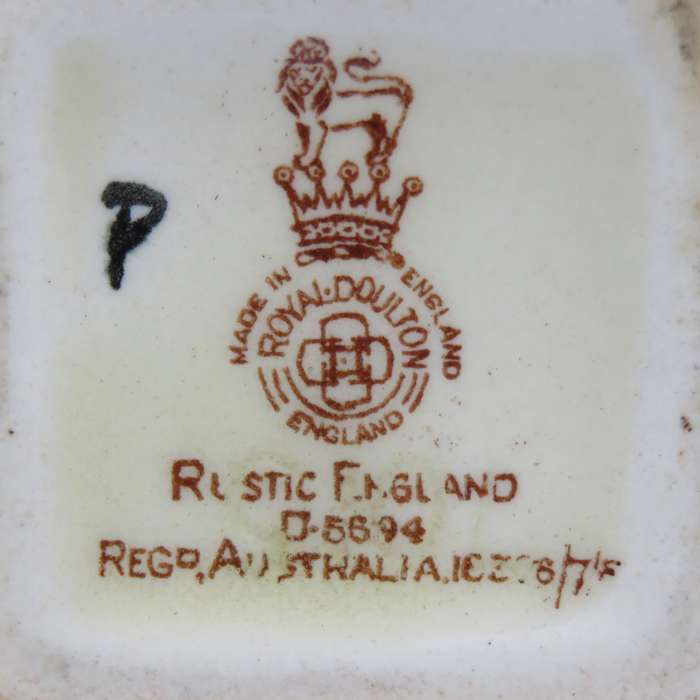 P
MADE IN ENGLAND
ROYAL·DOULTON
ENGLAND
RUSTIC ENGLAND
D·5694
REGD, AUSTRALIA.